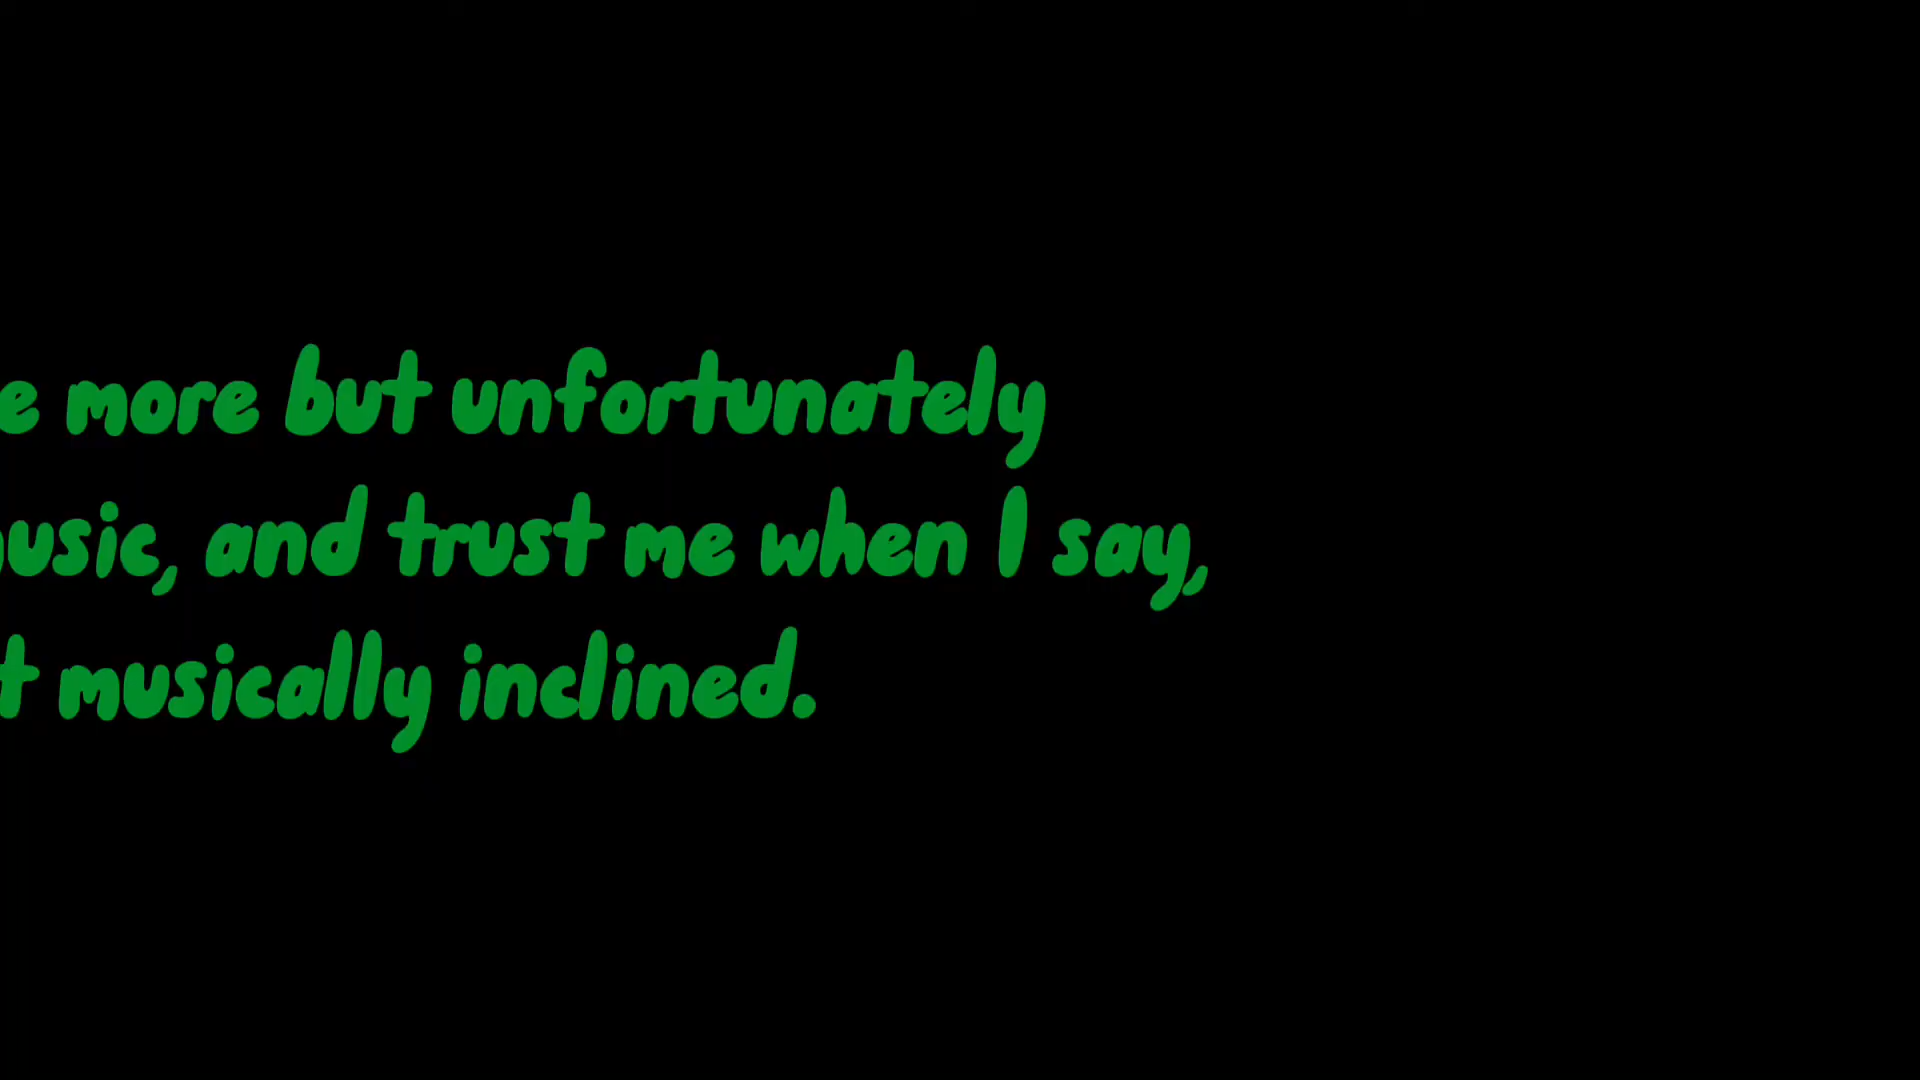 e more but unfortunately
usic, and trust me when I say,
t musically inclined.